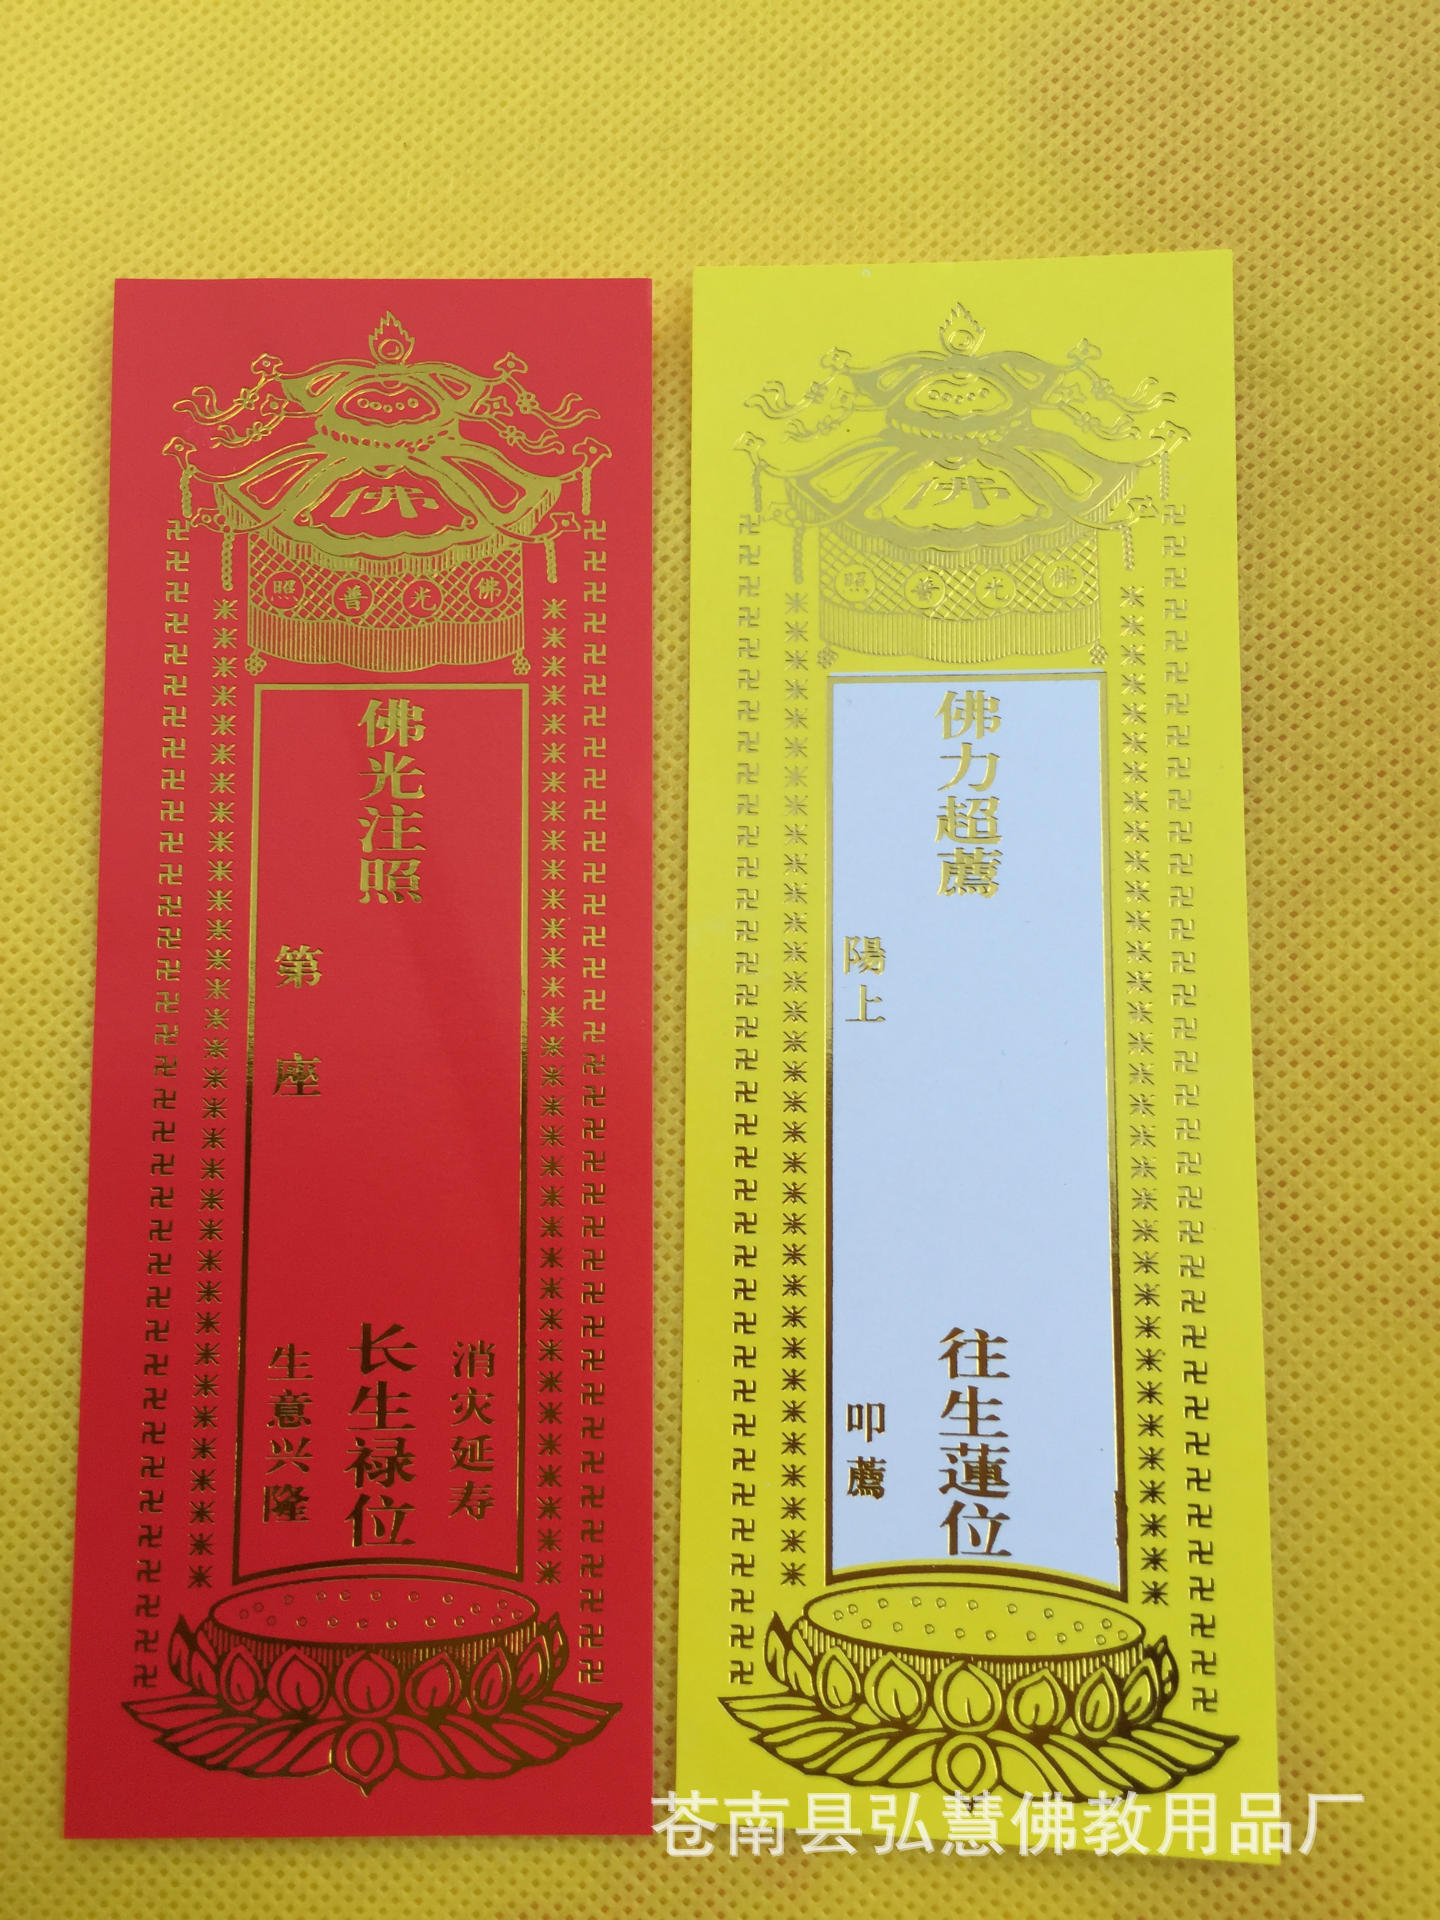 佛
照普光佛
佛光注照
第 座
消灾延寿
长生禄位
生意兴隆
佛
照普光佛
佛力超薦
陽上
往生蓮位
叩薦
苍南县弘慧佛教用品厂